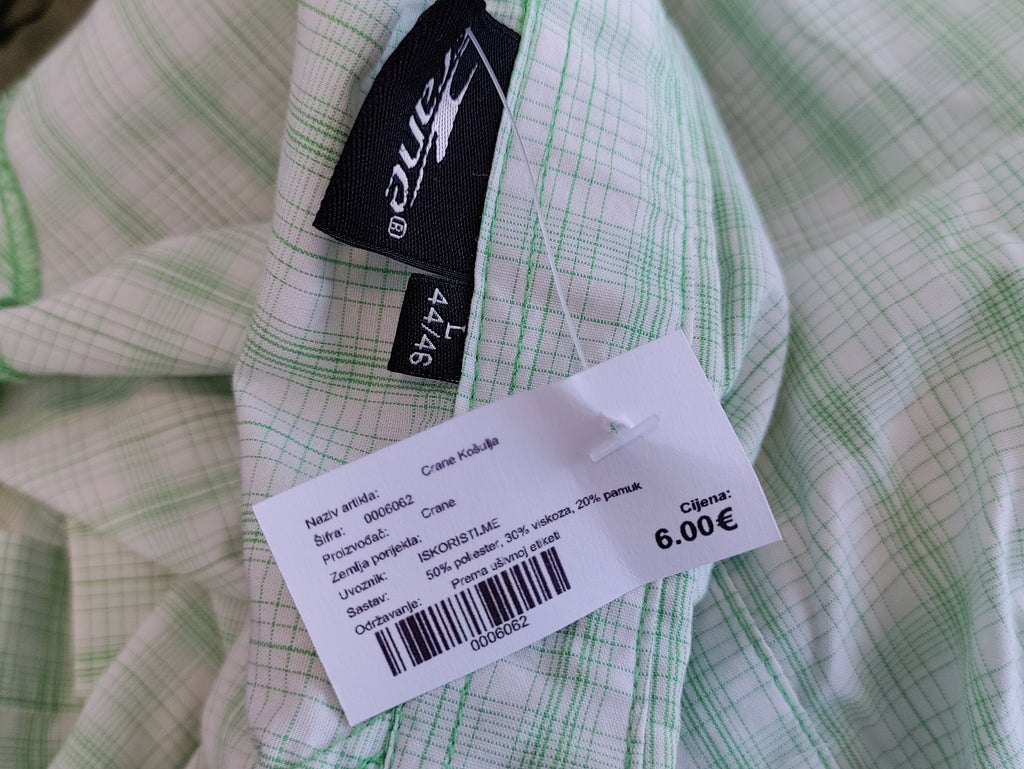 Crane®
L
44/46
Naziv artikla: Crane Košulja
Šifra: 0006062
Proizvođač: Crane
Zemlja porijekla:
Uvoznik: ISKORISTI.ME
Sastav: 50% poliester, 30% viskoza, 20% pamuk
Održavanje: Prema ušivnoj etiketi
0006062
Cijena:
6.00€